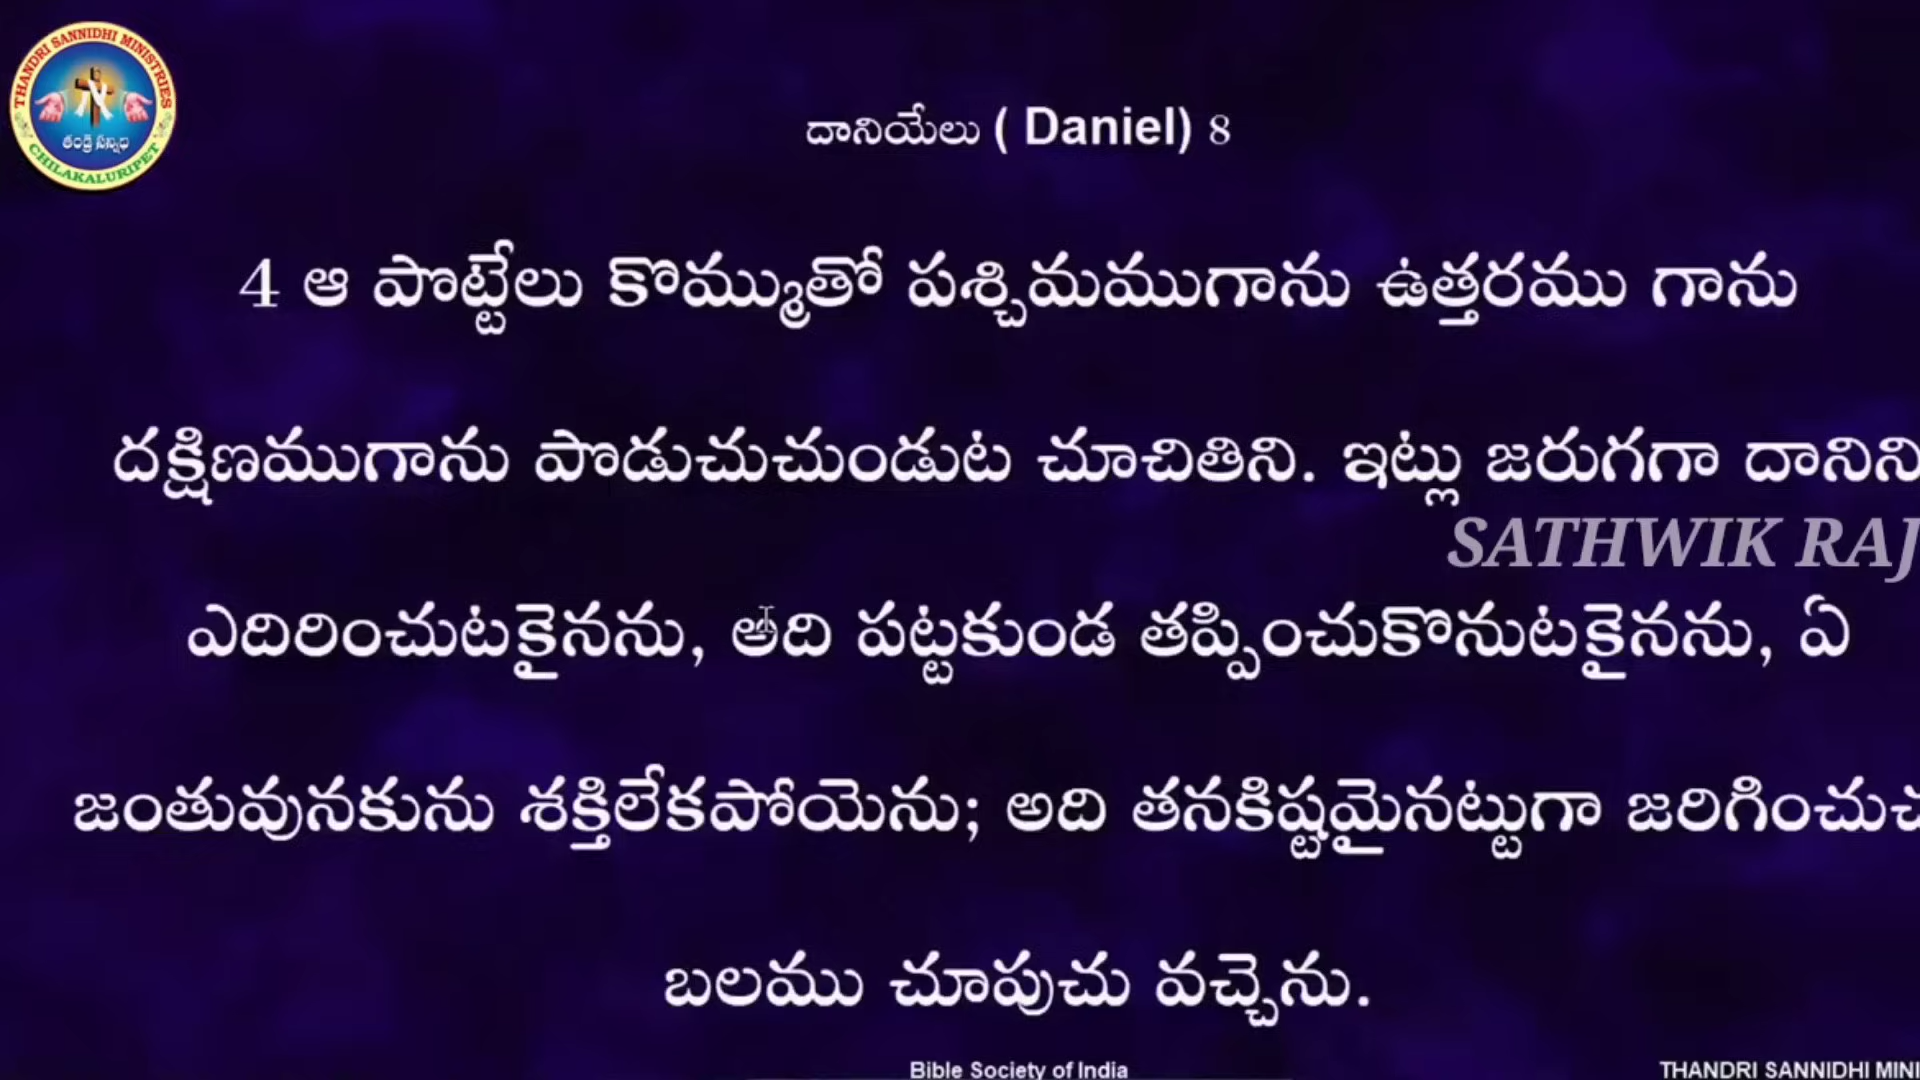 THANDRI SANNIDHI MINISTRIES
తండ్రి సన్నిధి
CHILAKALURIPET
దానియేలు ( Daniel) 8
4 ఆ పొట్టేలు కొమ్ముతో పశ్చిమముగాను ఉత్తరము గాను
దక్షిణముగాను పొడుచుచుండుట చూచితిని. ఇట్లు జరుగగా దానిని
SATHWIK RAJ
ఎదిరించుటకైనను, అది పట్టకుండ తప్పించుకొనుటకైనను, ఏ
జంతువునకును శక్తిలేకపోయెను; అది తనకిష్టమైనట్టుగా జరిగించుచు
బలము చూపుచు వచ్చెను.
Bible Society of India
THANDRI SANNIDHI MINI